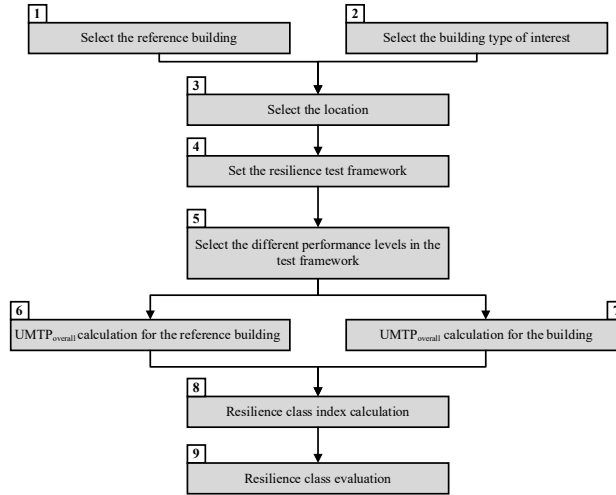 1
Select the reference building
2
Select the building type of interest
3
Select the location
4
Set the resilience test framework
5
Select the different performance levels in the
test framework
6
UMTPoverall calculation for the reference building
7
UMTPoverall calculation for the building
8
Resilience class index calculation
9
Resilience class evaluation